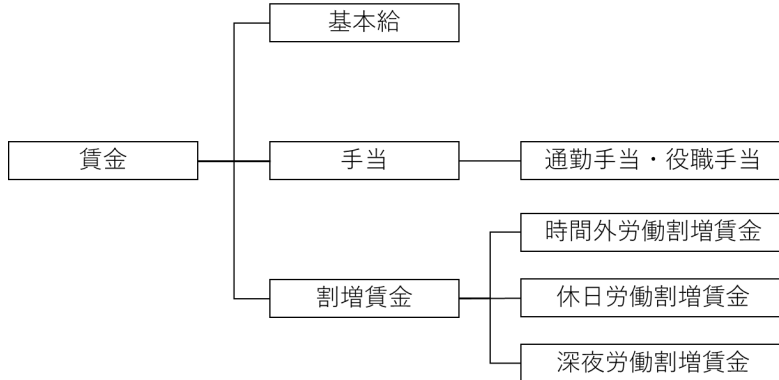 基本給
賃金
手当
通勤手当・役職手当
時間外労働割増賃金
割増賃金
休日労働割増賃金
深夜労働割増賃金